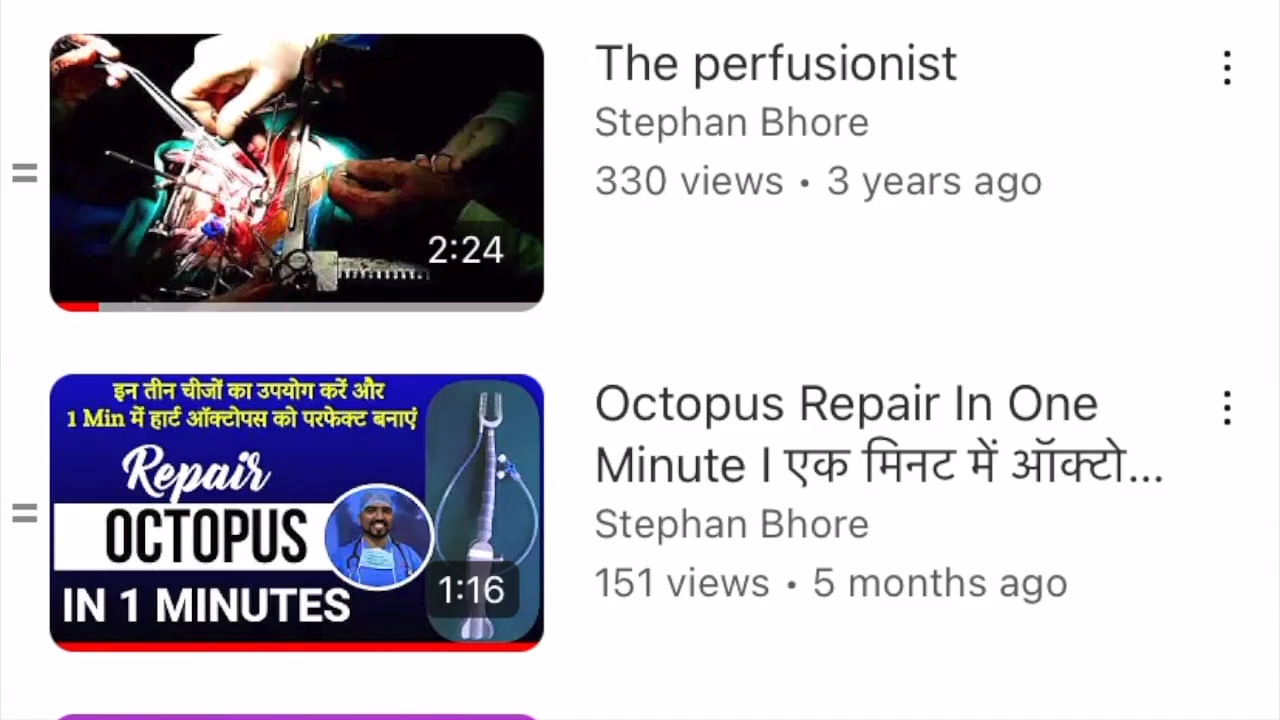 The perfusionist
Stephan Bhore
330 views • 3 years ago
2:24
इन तीन चीजों का उपयोग करें और
1 Min में हार्ट ऑक्टोपस को परफेक्ट बनाएं
Repair
OCTOPUS
IN 1 MINUTES
1:16
Octopus Repair In One
Minute I एक मिनट में ऑक्टो...
Stephan Bhore
151 views • 5 months ago